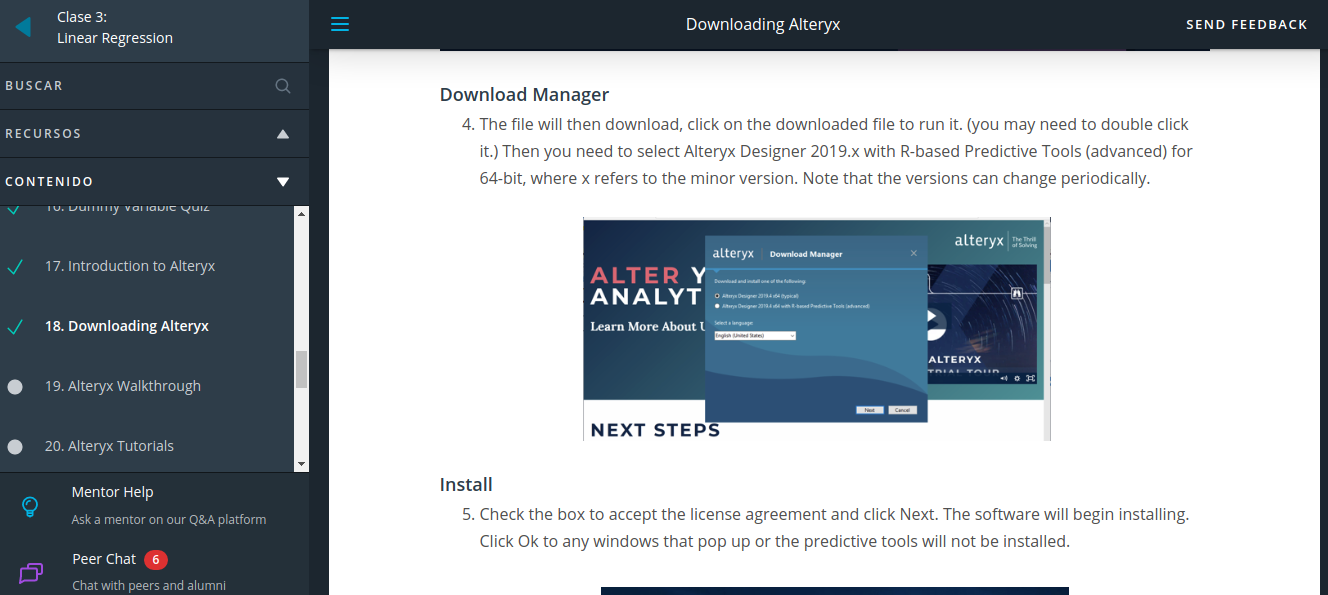 Clase 3:
Linear Regression
Downloading Alteryx
SEND FEEDBACK
BUSCAR
RECURSOS
CONTENIDO
16. Dummy Variable Quiz
17. Introduction to Alteryx
18. Downloading Alteryx
19. Alteryx Walkthrough
20. Alteryx Tutorials
Mentor Help
Ask a mentor on our Q&A platform
Peer Chat 6
Chat with peers and alumni
Download Manager
4. The file will then download, click on the downloaded file to run it. (you may need to double click
it.) Then you need to select Alteryx Designer 2019.x with R-based Predictive Tools (advanced) for
64-bit, where x refers to the minor version. Note that the versions can change periodically.
alteryx The Thrill
of Solving
ALTER Y
ANALYT
Learn More About U
alteryx Download Manager
Download and install one of the following:
Alteryx Designer 2019.4 x64 (typical)
Alteryx Designer 2019.4 x64 with R-based Predictive Tools (advanced)
Select a language:
English (United States)
Next Cancel
ALTERYX
TRIAL TOUR
NEXT STEPS
Install
5. Check the box to accept the license agreement and click Next. The software will begin installing.
Click Ok to any windows that pop up or the predictive tools will not be installed.